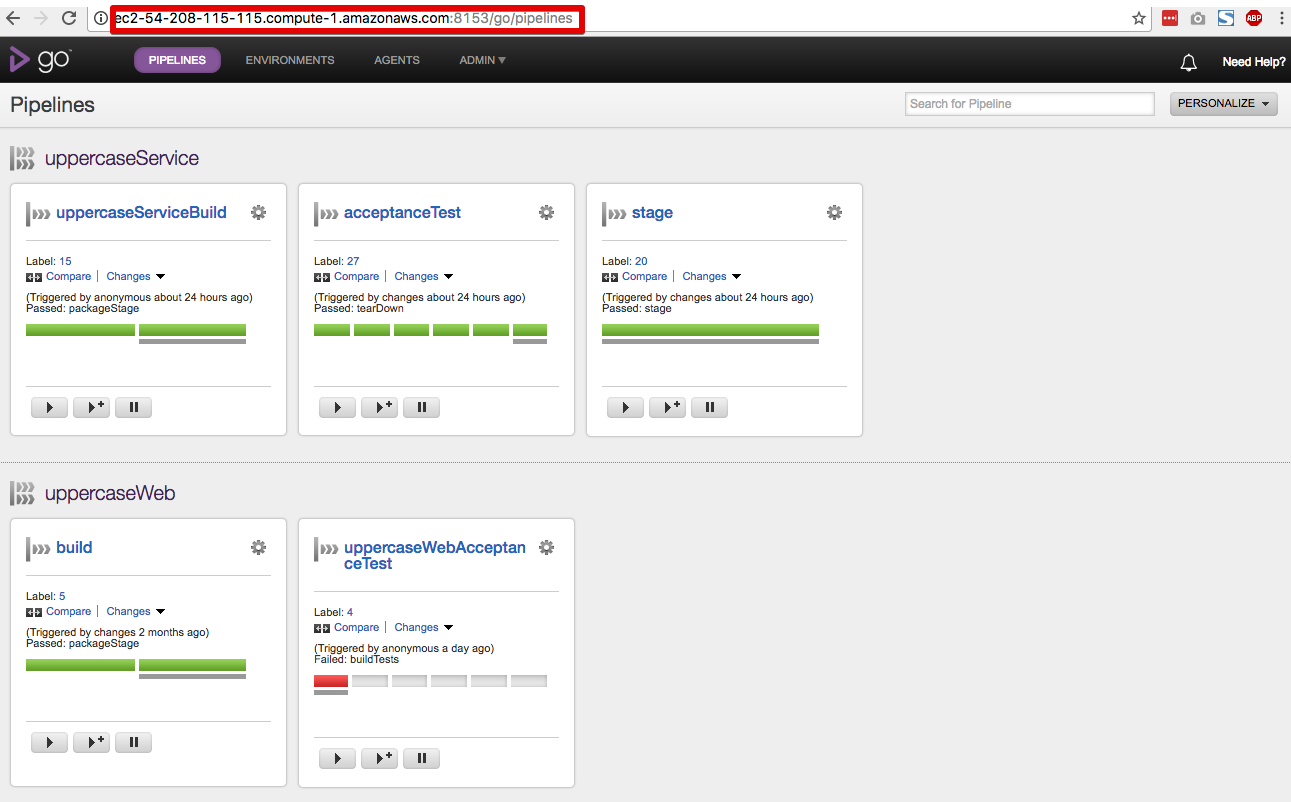 ec2-54-208-115-115.compute-1.amazonaws.com:8153/go/pipelines
ABP
go
PIPELINES ENVIRONMENTS AGENTS ADMIN
Need Help?
Pipelines
Search for Pipeline
PERSONALIZE
uppercaseService
uppercaseServiceBuild
Label: 15
Compare Changes
(Triggered by anonymous about 24 hours ago)
Passed: packageStage
acceptanceTest
Label: 27
Compare Changes
(Triggered by changes about 24 hours ago)
Passed: tearDown
stage
Label: 20
Compare Changes
(Triggered by changes about 24 hours ago)
Passed: stage
uppercaseWeb
build
Label: 5
Compare Changes
(Triggered by changes 2 months ago)
Passed: packageStage
uppercaseWebAcceptan
ceTest
Label: 4
Compare Changes
(Triggered by anonymous a day ago)
Failed: buildTests